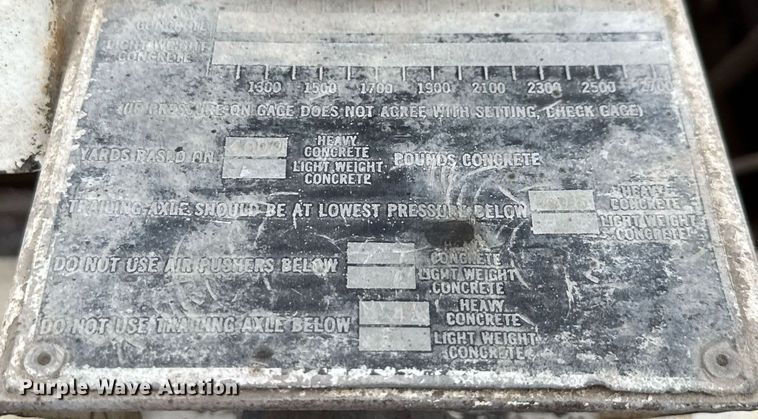 LIGHT WEIGHT
CONCRETE
1300 1500 1700 1900 2100 2300 2500 2700
(IF PRESSURE ON GAGE DOES NOT AGREE WITH SETTING, CHECK GAGE)
YARDS BASED ON HEAVY CONCRETE POUNDS CONCRETE
LIGHT WEIGHT CONCRETE
TRAILING AXLE SHOULD BE AT LOWEST PRESSURE BELOW HEAVY CONCRETE
LIGHT WEIGHT CONCRETE
DO NOT USE AIR PUSHERS BELOW CONCRETE
LIGHT WEIGHT CONCRETE
DO NOT USE TRAILING AXLE BELOW HEAVY CONCRETE
LIGHT WEIGHT CONCRETE
Purple Wave Auction